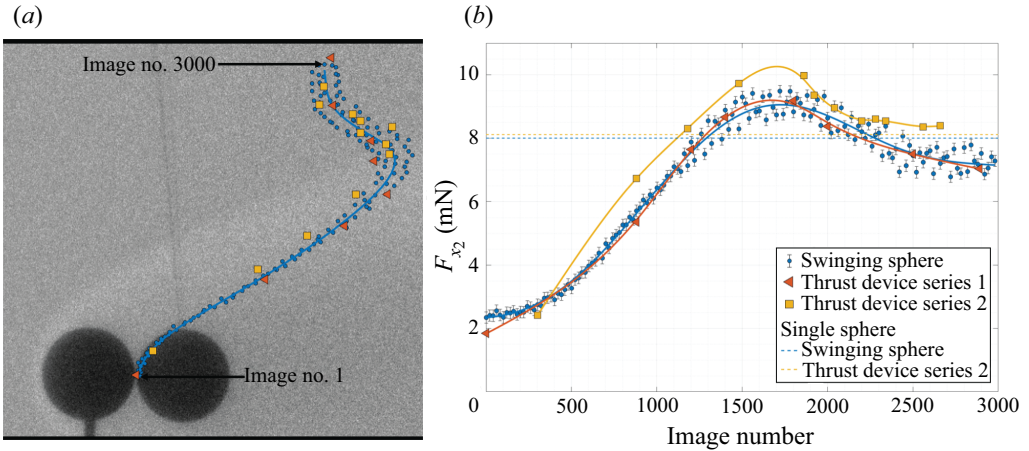 (a)
Image no. 3000
Image no. 1
(b)
10
8
6
4
2
0
500
1000
1500
2000
2500
3000
F_{x_2} (mN)
Image number
Swinging sphere
Thrust device series 1
Thrust device series 2
Single sphere
Swinging sphere
Thrust device series 2